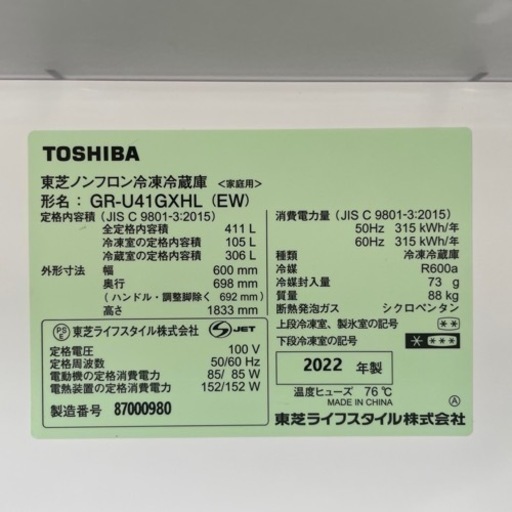 TOSHIBA
東芝ノンフロン冷凍冷蔵庫 <家庭用>
形名： GR-U41GXHL (EW)
定格内容積 (JIS C 9801-3:2015)
全定格内容積 411 L
冷凍室の定格内容積 105 L
冷蔵室の定格内容積 306 L
外形寸法 幅 600 mm
奥行 698 mm
(ハンドル・調整脚除く 692 mm)
高さ 1833 mm
PSE 東芝ライフスタイル株式会社 S JET
定格電圧 100 V
定格周波数 50/60 Hz
電動機の定格消費電力 85/ 85 W
電熱装置の定格消費電力 152/152 W
製造番号 87000980
消費電力量 (JIS C 9801-3:2015)
50Hz 315 kWh/年
60Hz 315 kWh/年
種類 冷凍冷蔵庫
冷媒 R600a
冷媒封入量 73 g
質量 88 kg
断熱発泡ガス シクロペンタン
上段冷凍室、製氷室の記号 **
下段冷凍室の記号 * ***
2022 年製
温度ヒューズ 76℃
MADE IN CHINA
東芝ライフスタイル株式会社
A